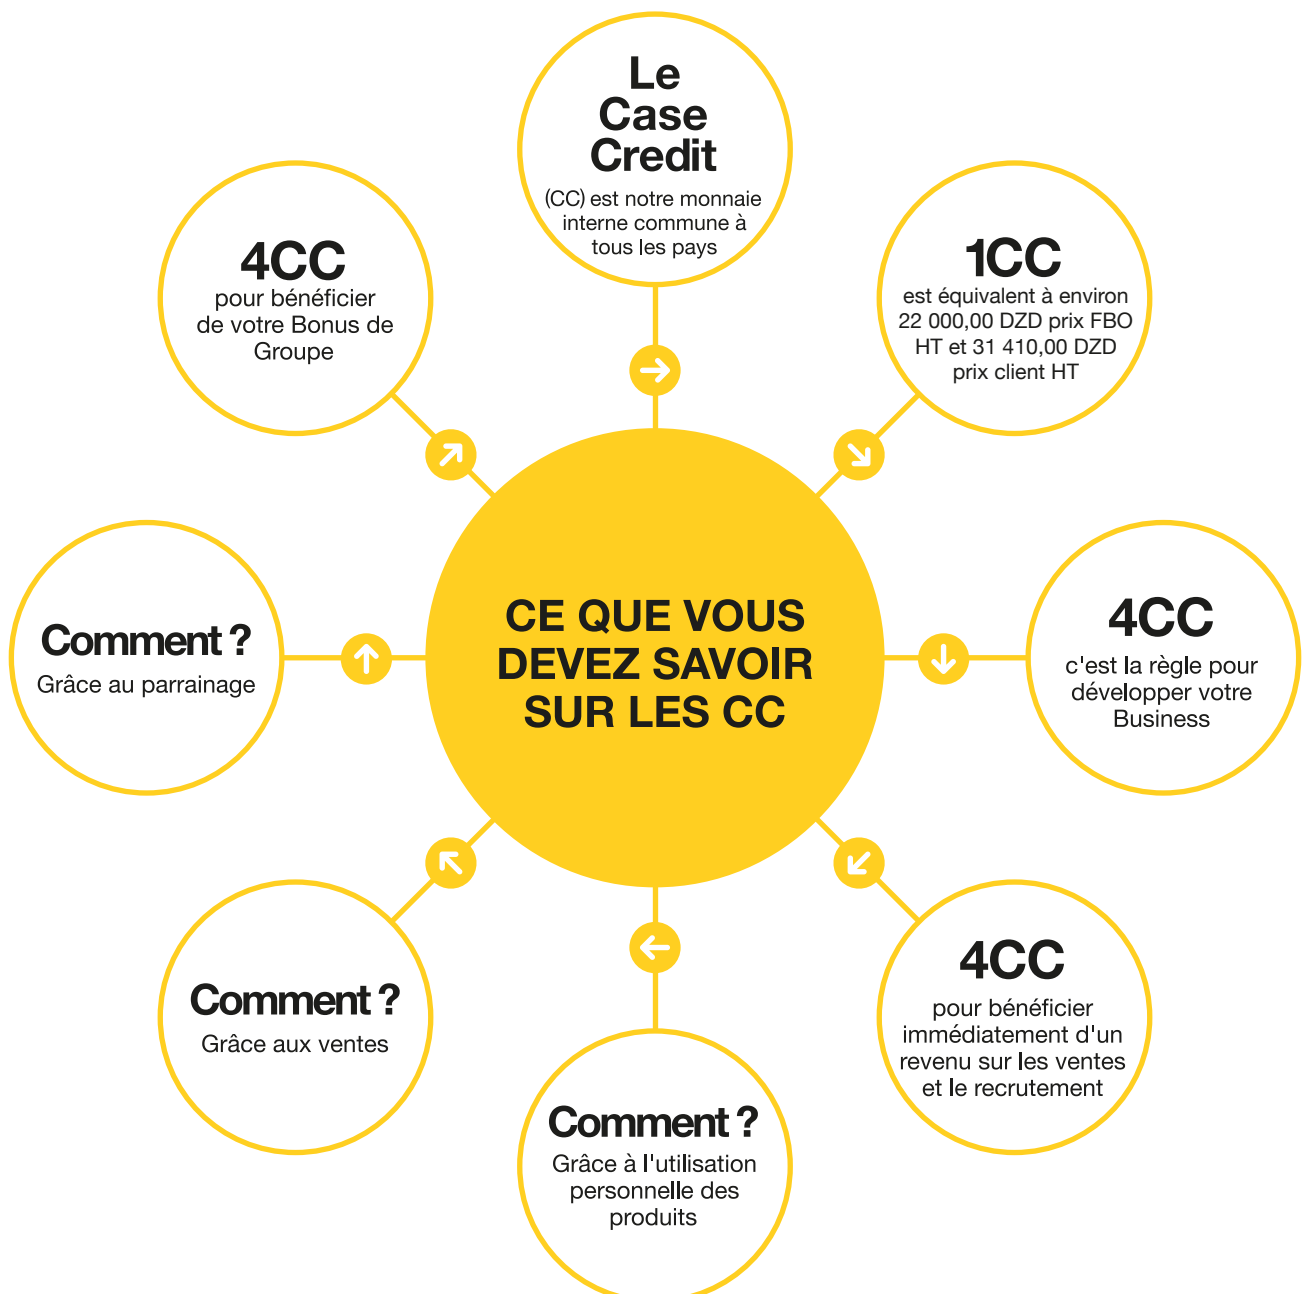 Le
Case
Credit
(CC) est notre monnaie
interne commune à
tous les pays
1CC
est équivalent à environ
22 000,00 DZD prix FBO
HT et 31 410,00 DZD
prix client HT
4CC
c'est la règle pour
développer votre
Business
4CC
pour bénéficier
immédiatement d'un
revenu sur les ventes
et le recrutement
Comment ?
Grâce à l'utilisation
personnelle des
produits
Comment ?
Grâce aux ventes
Comment ?
Grâce au parrainage
4CC
pour bénéficier
de votre Bonus de
Groupe
CE QUE VOUS
DEVEZ SAVOIR
SUR LES CC